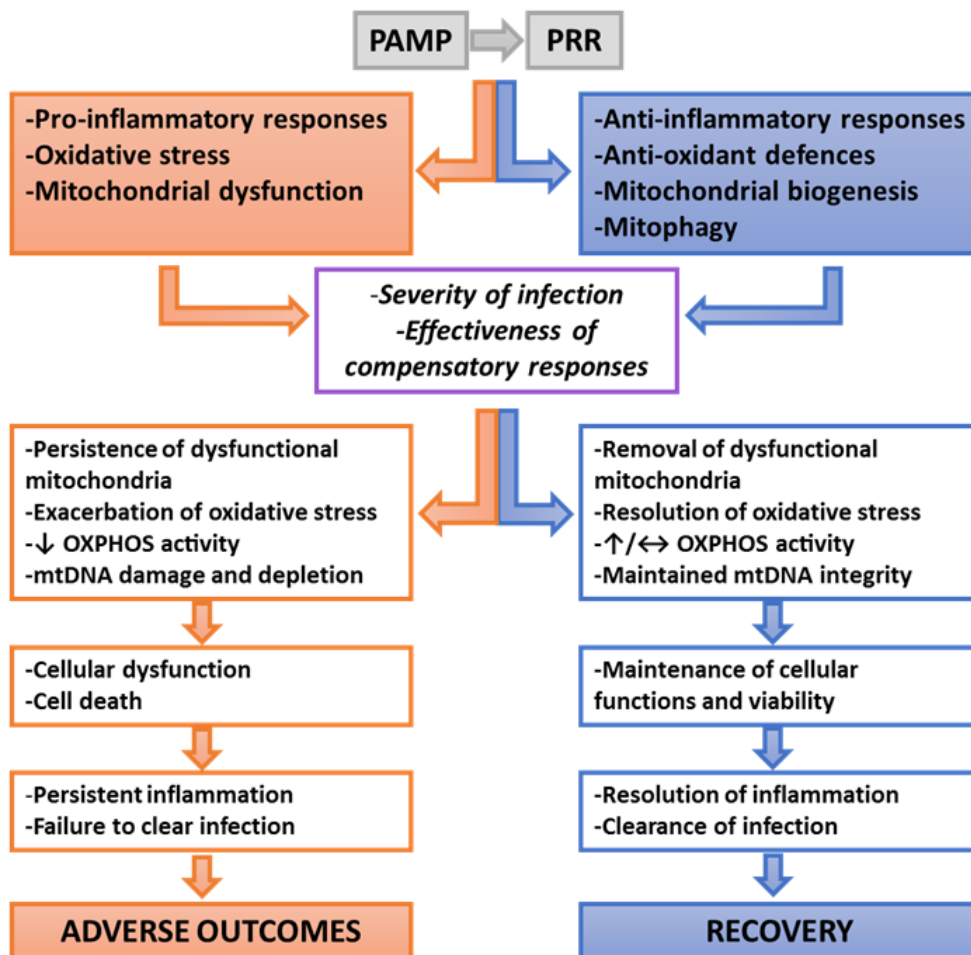 PAMP
PRR
-Pro-inflammatory responses
-Oxidative stress
-Mitochondrial dysfunction
-Anti-inflammatory responses
-Anti-oxidant defences
-Mitochondrial biogenesis
-Mitophagy
-Severity of infection
-Effectiveness of
compensatory responses
-Persistence of dysfunctional
mitochondria
-Exacerbation of oxidative stress
-↓ OXPHOS activity
-mtDNA damage and depletion
-Removal of dysfunctional
mitochondria
-Resolution of oxidative stress
-↑/↔ OXPHOS activity
-Maintained mtDNA integrity
-Cellular dysfunction
-Cell death
-Maintenance of cellular
functions and viability
-Persistent inflammation
-Failure to clear infection
-Resolution of inflammation
-Clearance of infection
ADVERSE OUTCOMES
RECOVERY